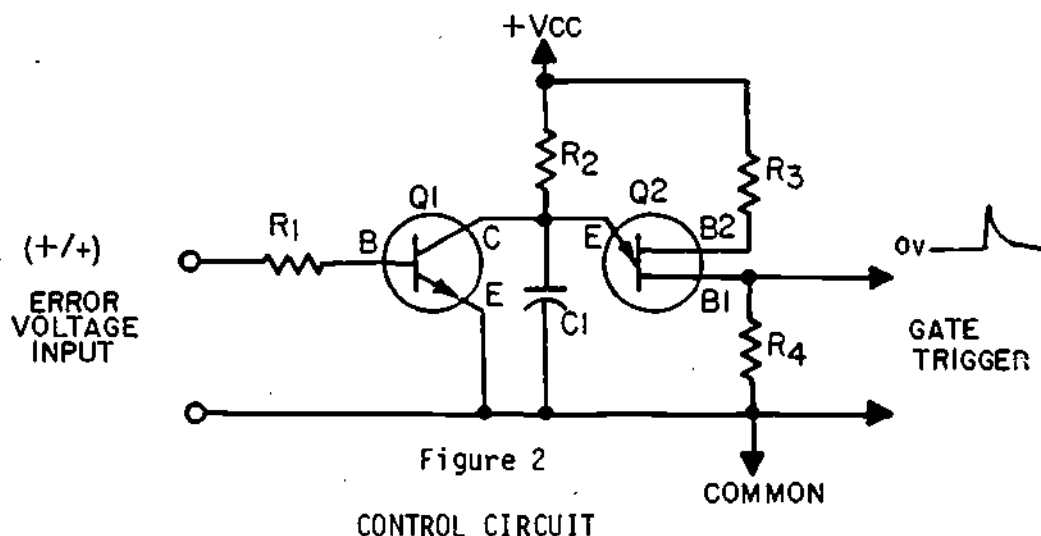 +VCC
R2
R3
Q1
Q2
R1
B
C
E
B2
(+/+)
ERROR
VOLTAGE
INPUT
E
C1
B1
R4
0V
GATE
TRIGGER
Figure 2
COMMON
CONTROL CIRCUIT